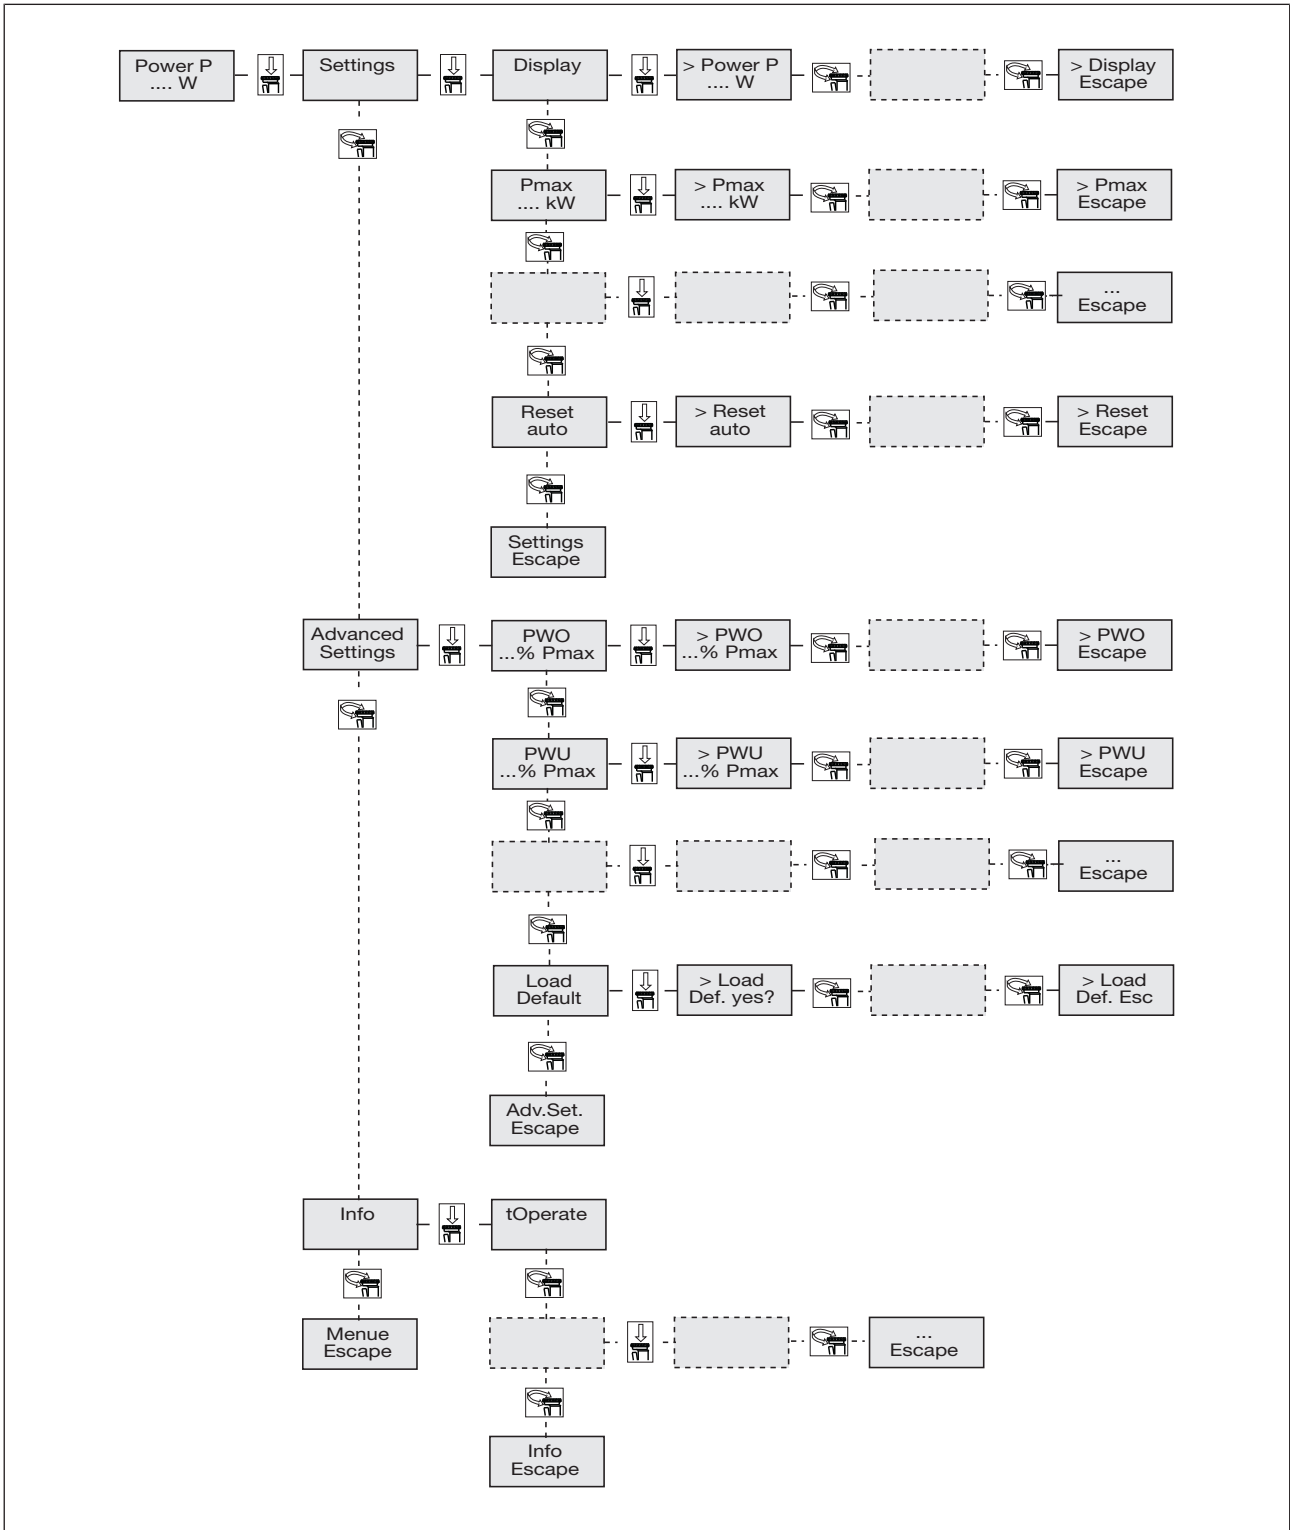 Power P
.... W
Settings
Display
> Power P
.... W
> Display
Escape
Pmax
.... kW
> Pmax
.... kW
> Pmax
Escape
...
Escape
Reset
auto
> Reset
auto
> Reset
Escape
Settings
Escape
Advanced
Settings
PWO
...% Pmax
> PWO
...% Pmax
> PWO
Escape
PWU
...% Pmax
> PWU
...% Pmax
> PWU
Escape
...
Escape
Load
Default
> Load
Def. yes?
> Load
Def. Esc
Adv.Set.
Escape
Info
tOperate
Menue
Escape
...
Escape
Info
Escape